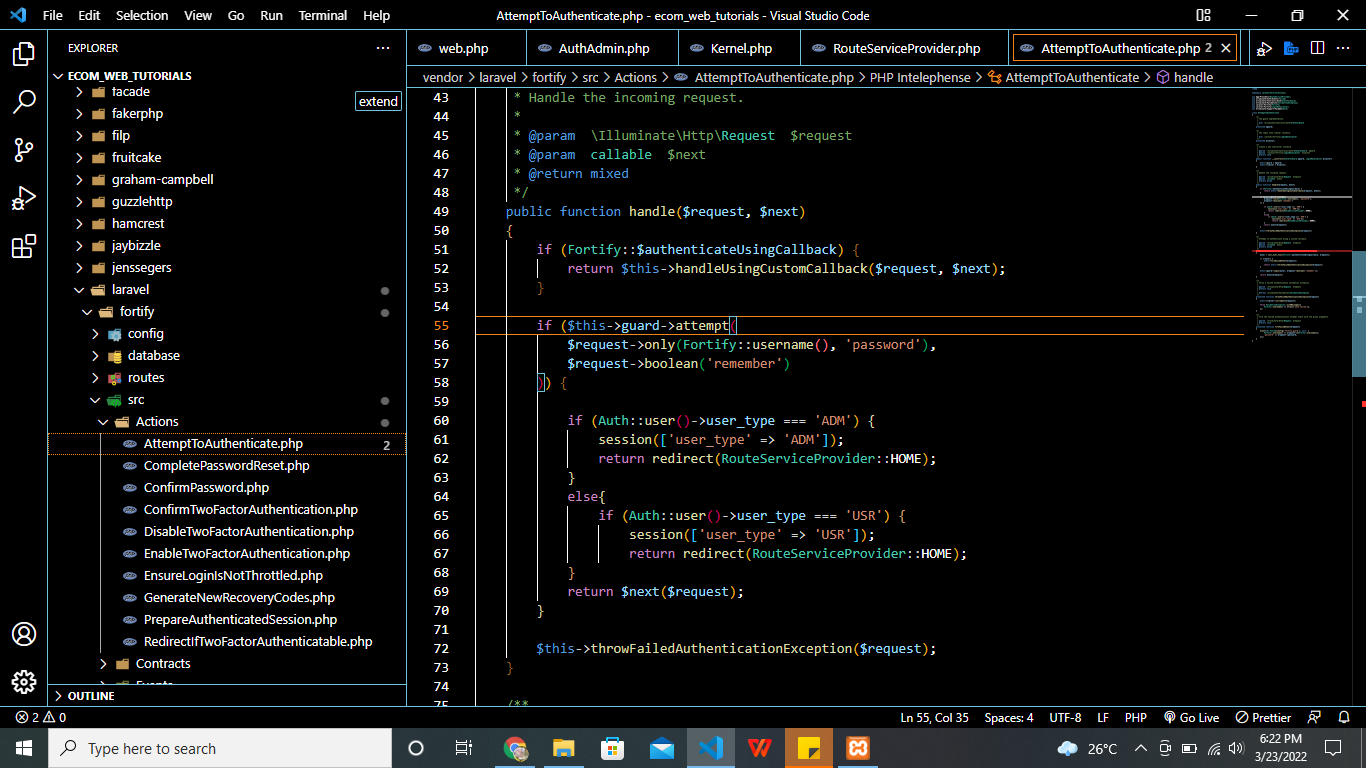 File Edit Selection View Go Run Terminal Help AttemptToAuthenticate.php - ecom_web_tutorials - Visual Studio Code
EXPLORER ···
ECOM_WEB_TUTORIALS
facade
extend
fakerphp
filp
fruitcake
graham-campbell
guzzlehttp
hamcrest
jaybizzle
jenssegers
laravel
fortify
config
database
routes
src
Actions
AttemptToAuthenticate.php 2
CompletePasswordReset.php
ConfirmPassword.php
ConfirmTwoFactorAuthentication.php
DisableTwoFactorAuthentication.php
EnableTwoFactorAuthentication.php
EnsureLoginIsNotThrottled.php
GenerateNewRecoveryCodes.php
PrepareAuthenticatedSession.php
RedirectIfTwoFactorAuthenticatable.php
Contracts
Events
OUTLINE
web.php AuthAdmin.php Kernel.php RouteServiceProvider.php AttemptToAuthenticate.php 2
vendor > laravel > fortify > src > Actions > AttemptToAuthenticate.php > PHP Intelephense > AttemptToAuthenticate > handle
43 * Handle the incoming request.
44 *
45 * @param \Illuminate\Http\Request $request
46 * @param callable $next
47 * @return mixed
48 */
49 public function handle($request, $next)
50 {
51 if (Fortify::$authenticateUsingCallback) {
52 return $this->handleUsingCustomCallback($request, $next);
53 }
54
55 if ($this->guard->attempt(
56 $request->only(Fortify::username(), 'password'),
57 $request->boolean('remember')
58 )) {
59
60 if (Auth::user()->user_type === 'ADM') {
61 session(['user_type' => 'ADM']);
62 return redirect(RouteServiceProvider::HOME);
63 }
64 else{
65 if (Auth::user()->user_type === 'USR') {
66 session(['user_type' => 'USR']);
67 return redirect(RouteServiceProvider::HOME);
68 }
69 return $next($request);
70 }
71
72 $this->throwFailedAuthenticationException($request);
73 }
74
75 /**
2 0 Ln 55, Col 35 Spaces: 4 UTF-8 LF PHP Go Live Prettier
Type here to search
26°C
6:22 PM
3/23/2022